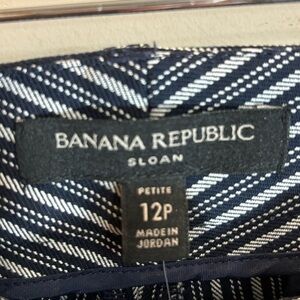 BANANA REPUBLIC
SLOAN
PETITE
12P
MADE IN
JORDAN